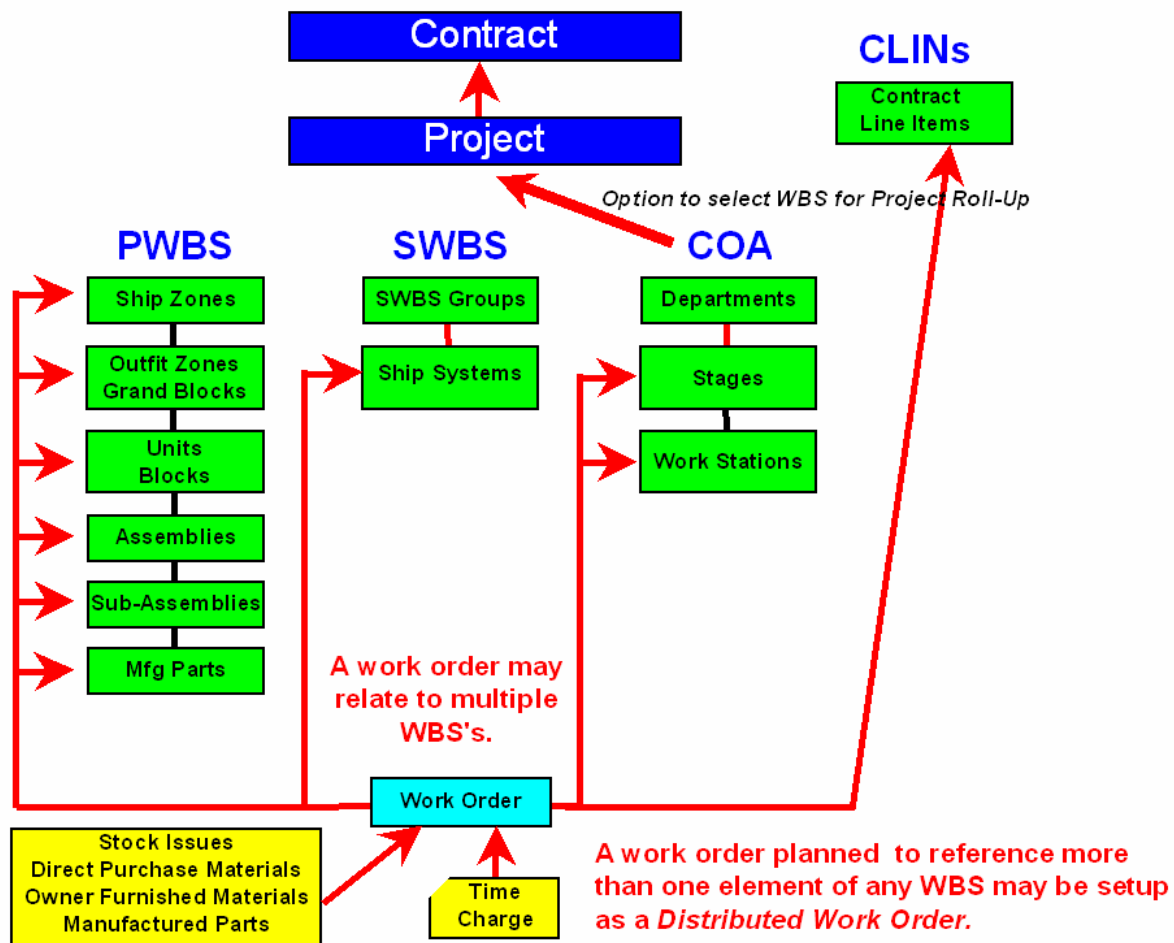 Contract
CLINs
Contract
Line Items
Project
Option to select WBS for Project Roll-Up
PWBS
SWBS
COA
Ship Zones
SWBS Groups
Departments
Outfit Zones
Grand Blocks
Ship Systems
Stages
Units
Blocks
Work Stations
Assemblies
Sub-Assemblies
Mfg Parts
A work order may
relate to multiple
WBS's.
Work Order
Stock Issues
Direct Purchase Materials
Owner Furnished Materials
Manufactured Parts
Time
Charge
A work order planned to reference more
than one element of any WBS may be setup
as a Distributed Work Order.